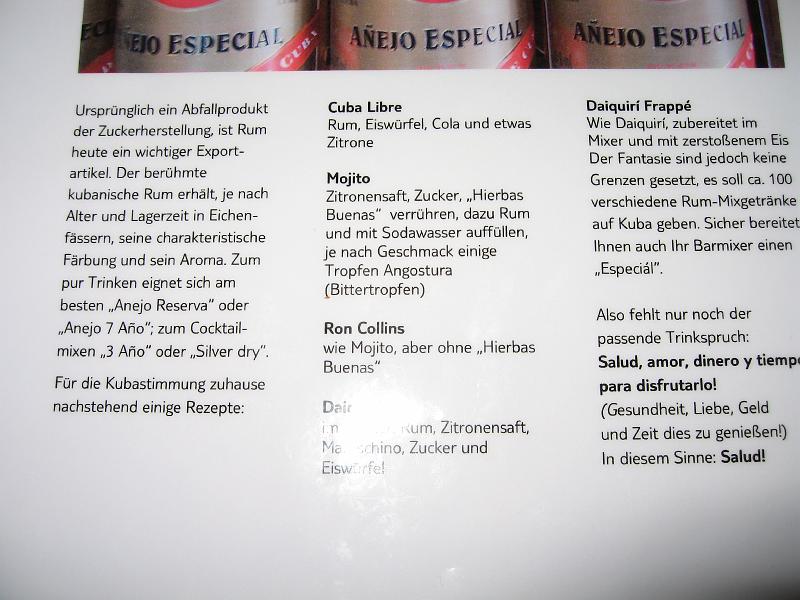 EJO ESPECIAL
CUBA
AÑEJO ESPECIAL
AÑEJO ESPECIAL
Ursprünglich ein Abfallprodukt
der Zuckerherstellung, ist Rum
heute ein wichtiger Export-
artikel. Der berühmte
kubanische Rum erhält, je nach
Alter und Lagerzeit in Eichen-
fässern, seine charakteristische
Färbung und sein Aroma. Zum
pur Trinken eignet sich am
besten „Anejo Reserva" oder
„Anejo 7 Año"; zum Cocktail-
mixen „3 Año" oder „Silver dry".
Für die Kubastimmung zuhause
nachstehend einige Rezepte:
Cuba Libre
Rum, Eiswürfel, Cola und etwas
Zitrone
Mojito
Zitronensaft, Zucker, „Hierbas
Buenas" verrühren, dazu Rum
und mit Sodawasser auffüllen,
je nach Geschmack einige
Tropfen Angostura
(Bittertropfen)
Ron Collins
wie Mojito, aber ohne „Hierbas
Buenas"
Rum, Zitronensaft,
Zucker und
Eiswürfel
Daiquirí Frappé
Wie Daiquirí, zubereitet im
Mixer und mit zerstoßenem Eis
Der Fantasie sind jedoch keine
Grenzen gesetzt, es soll ca. 100
verschiedene Rum-Mixgetränke
auf Kuba geben. Sicher bereitet
Ihnen auch Ihr Barmixer einen
„Especiál".
Also fehlt nur noch der
passende Trinkspruch:
Salud, amor, dinero y tiempo
para disfrutarlo!
(Gesundheit, Liebe, Geld
und Zeit dies zu genießen!)
In diesem Sinne: Salud!